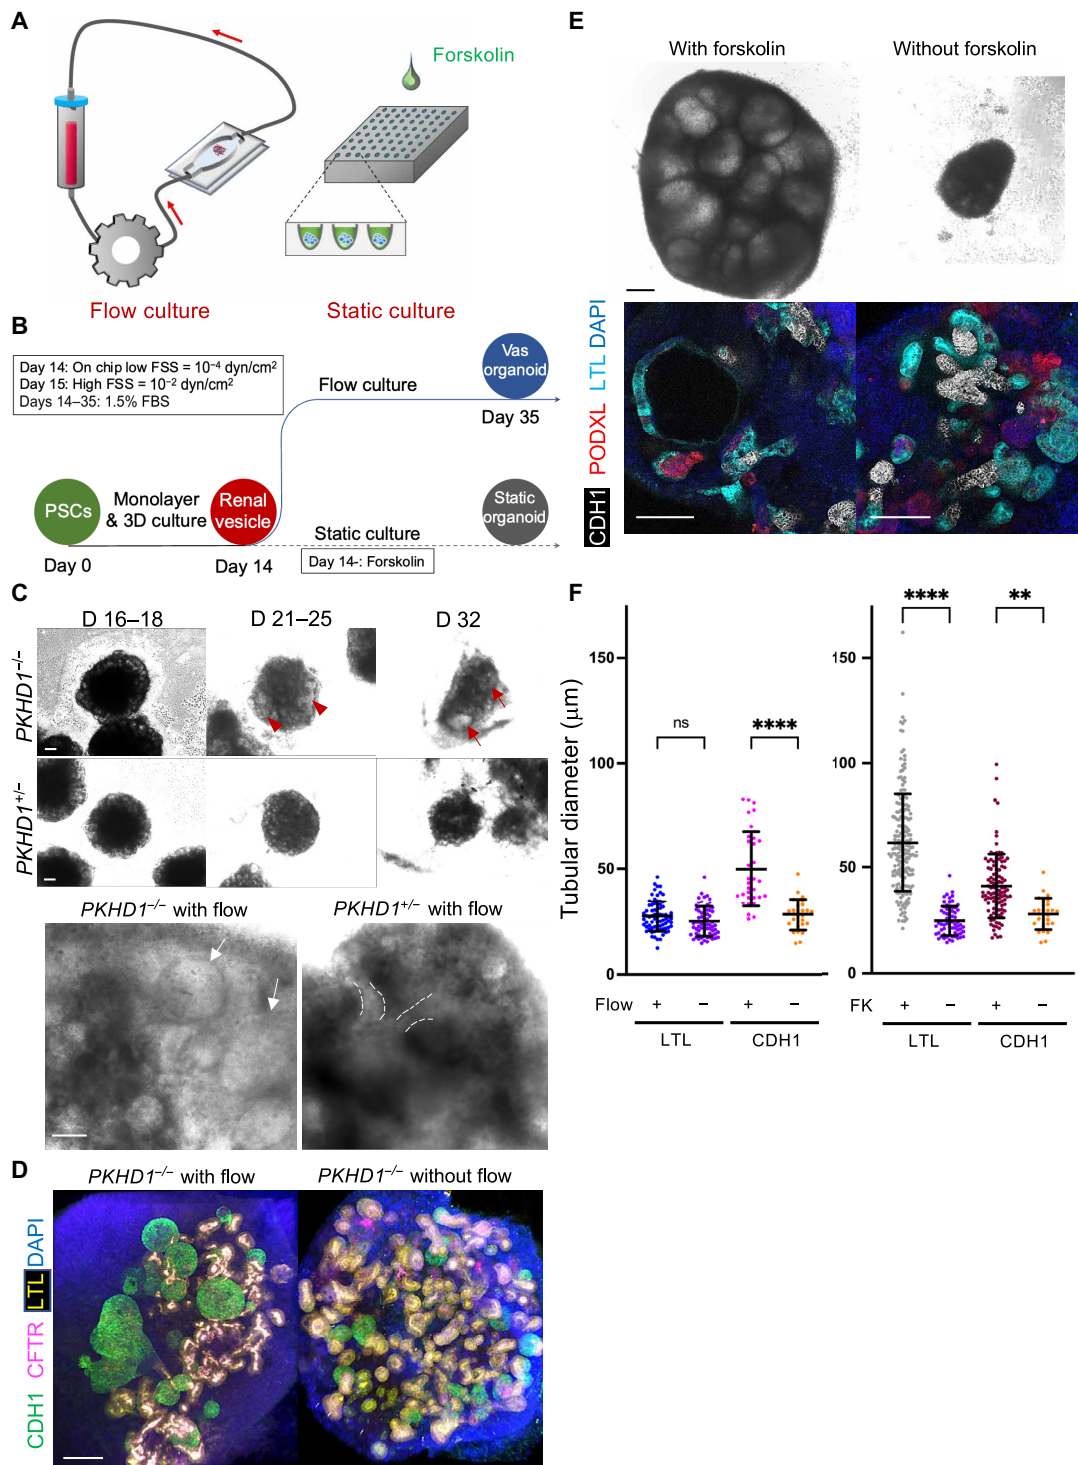 A
Forskolin
Flow culture
Static culture
B
Day 14: On chip low FSS = 10⁻⁴ dyn/cm²
Day 15: High FSS = 10⁻² dyn/cm²
Days 14–35: 1.5% FBS
Flow culture
Vas
organoid
Day 35
PSCs
Monolayer
& 3D culture
Renal
vesicle
Static
organoid
Day 0
Day 14
Static culture
Day 14-: Forskolin
C
D 16–18
D 21–25
D 32
PKHD1⁻/⁻
PKHD1⁺/⁻
PKHD1⁻/⁻ with flow
PKHD1⁺/⁻ with flow
D
PKHD1⁻/⁻ with flow
PKHD1⁻/⁻ without flow
CDH1 CFTR LTL DAPI
E
With forskolin
Without forskolin
CDH1 PODXL LTL DAPI
F
Tubular diameter (µm)
150
100
50
0
ns
****
Flow
+
−
+
−
LTL
CDH1
150
100
50
0
****
**
FK
+
−
+
−
LTL
CDH1